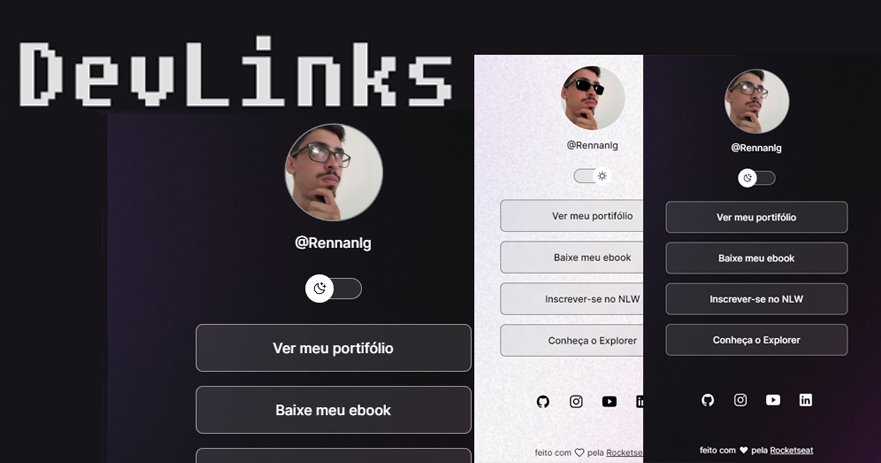 DevLinks
@Rennanlg
Ver meu portifólio
Baixe meu ebook
@Rennanlg
Ver meu portifólio
Baixe meu ebook
Inscrever-se no NLW
Conheça o Explorer
feito com pela Rocketsea
@Rennanlg
Ver meu portifólio
Baixe meu ebook
Inscrever-se no NLW
Conheça o Explorer
feito com pela Rocketseat